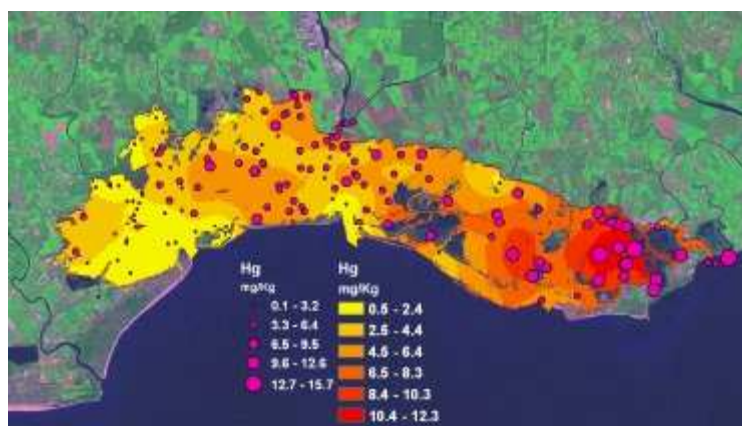 Hg
mg/Kg
0.1 - 3.2
3.3 - 6.4
6.5 - 9.5
9.6 - 12.6
12.7 - 15.7
Hg
mg/Kg
0.5 - 2.4
2.5 - 4.4
4.5 - 6.4
6.5 - 8.3
8.4 - 10.3
10.4 - 12.3